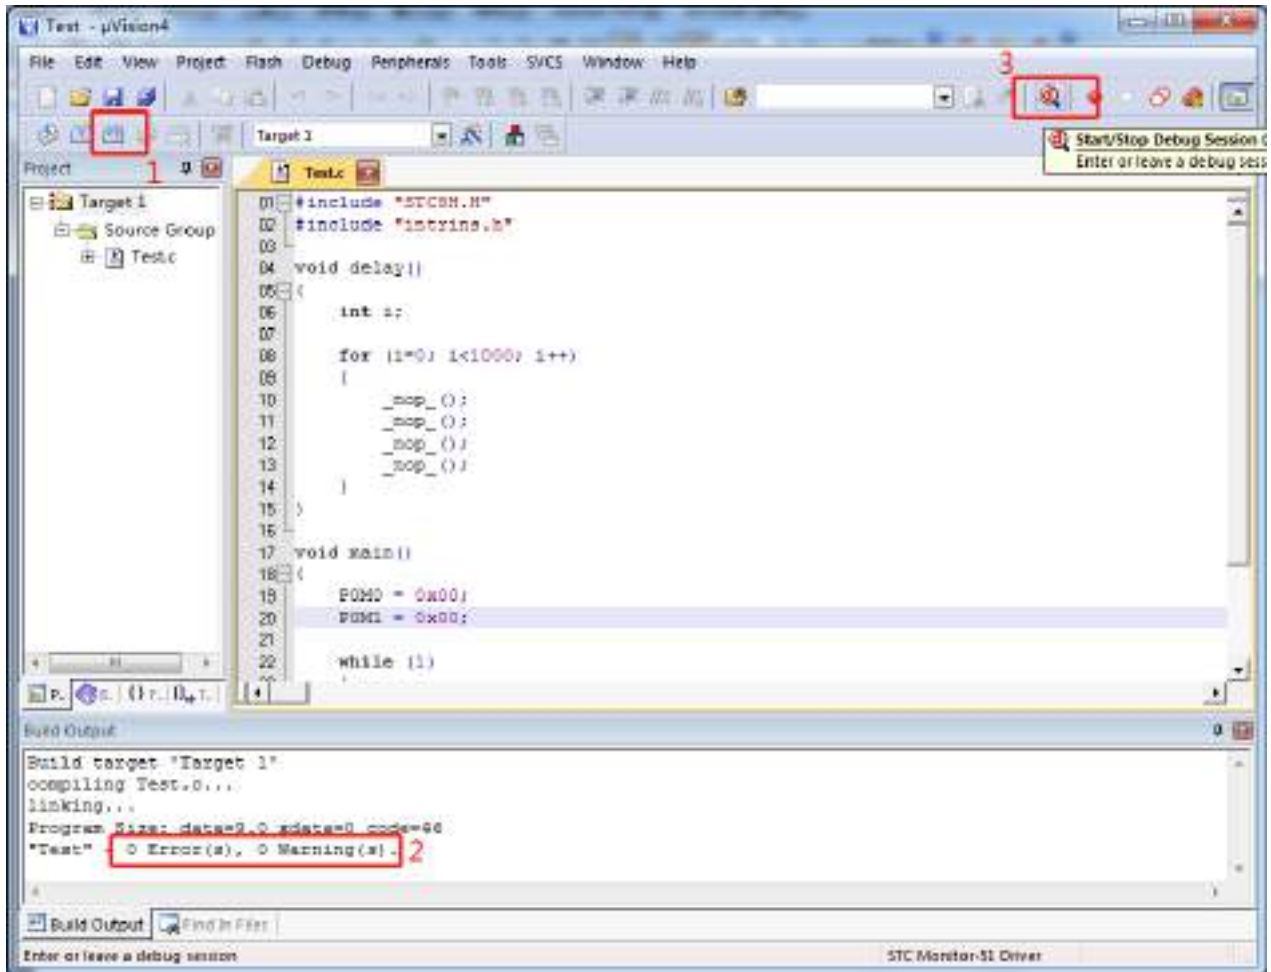 Test - µVision4
File Edit View Project Flash Debug Peripherals Tools SVCS Window Help
3
Target 1
Start/Stop Debug Session
Enter or leave a debug sess
1
Project
Test.c
Target 1
Source Group
Test.c
01 #include "STC8H.H"
02 #include "intrins.h"
03
04 void delay()
05 {
06 int i;
07
08 for (i=0; i<1000; i++)
09 {
10 _nop_();
11 _nop_();
12 _nop_();
13 _nop_();
14 }
15 }
16
17 void main()
18 {
19 P0M0 = 0x00;
20 P0M1 = 0x00;
21
22 while (1)
P..
T..
Build Output
Build target "Target 1"
compiling Test.c...
linking...
Program Size: data=9.0 xdata=0 code=66
"Test" - 0 Error(s), 0 Warning(s). 2
Build Output Find In Files
Enter or leave a debug session STC Monitor-51 Driver